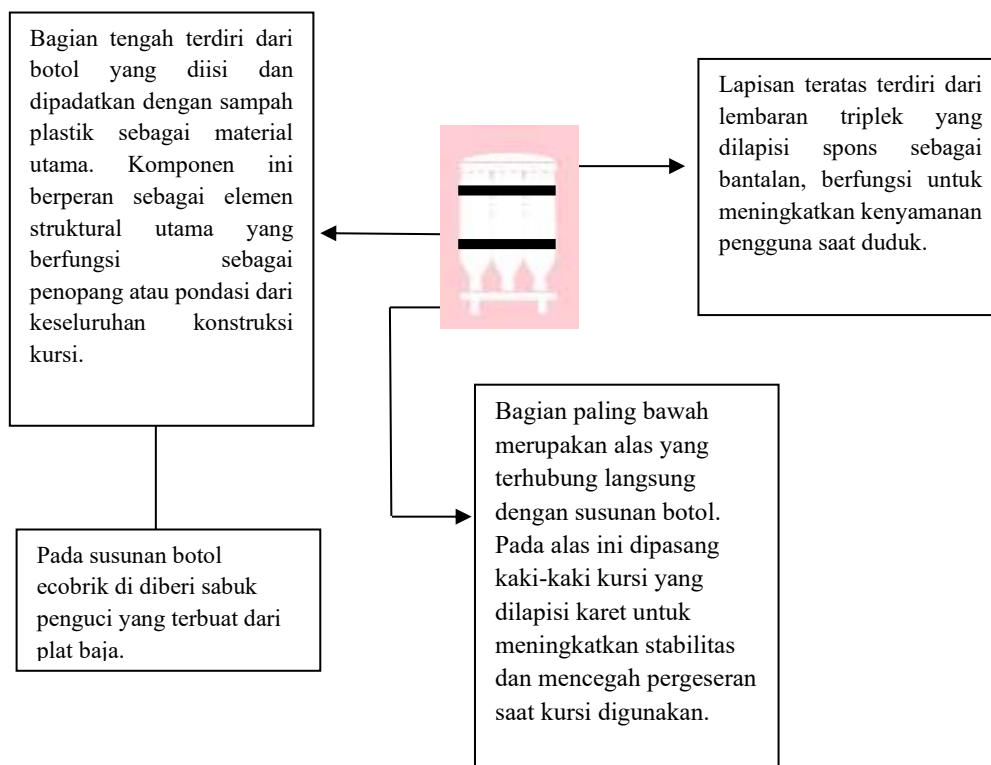 Bagian tengah terdiri dari
botol yang diisi dan
dipadatkan dengan sampah
plastik sebagai material
utama. Komponen ini
berperan sebagai elemen
struktural utama yang
berfungsi sebagai
penopang atau pondasi dari
keseluruhan konstruksi
kursi.
Lapisan teratas terdiri dari
lembaran triplek yang
dilapisi spons sebagai
bantalan, berfungsi untuk
meningkatkan kenyamanan
pengguna saat duduk.
Pada susunan botol
ecobrik di diberi sabuk
penguci yang terbuat dari
plat baja.
Bagian paling bawah
merupakan alas yang
terhubung langsung
dengan susunan botol.
Pada alas ini dipasang
kaki-kaki kursi yang
dilapisi karet untuk
meningkatkan stabilitas
dan mencegah pergeseran
saat kursi digunakan.